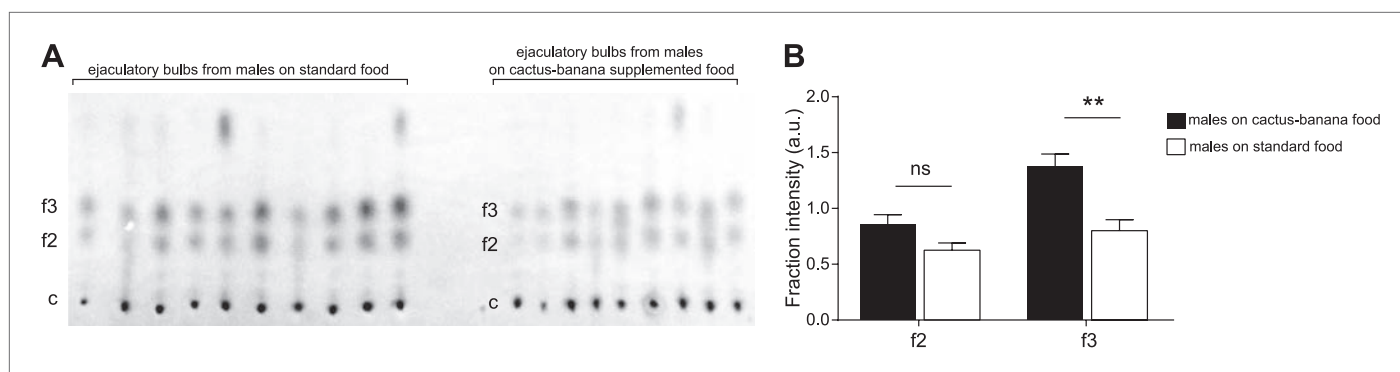 A
ejaculatory bulbs from males on standard food
ejaculatory bulbs from males
on cactus-banana supplemented food
f3
f2
c
f3
f2
c
B
Fraction intensity (a.u.)
2.0
1.5
1.0
0.5
0.0
ns
**
f2
f3
males on cactus-banana food
males on standard food